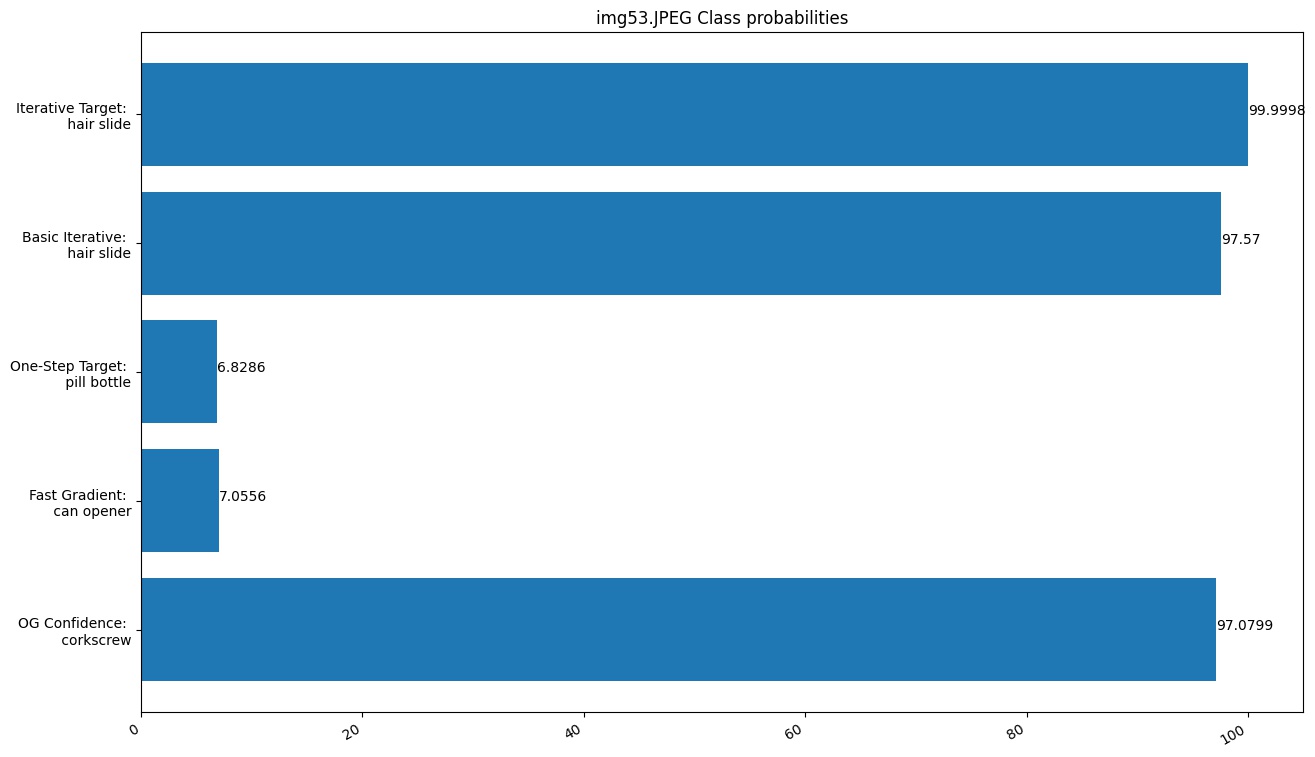 img53.JPEG Class probabilities
Iterative Target:
hair slide
99.9998
Basic Iterative:
hair slide
97.57
One-Step Target:
pill bottle
6.8286
Fast Gradient:
can opener
7.0556
OG Confidence:
corkscrew
97.0799
0
20
40
60
80
100